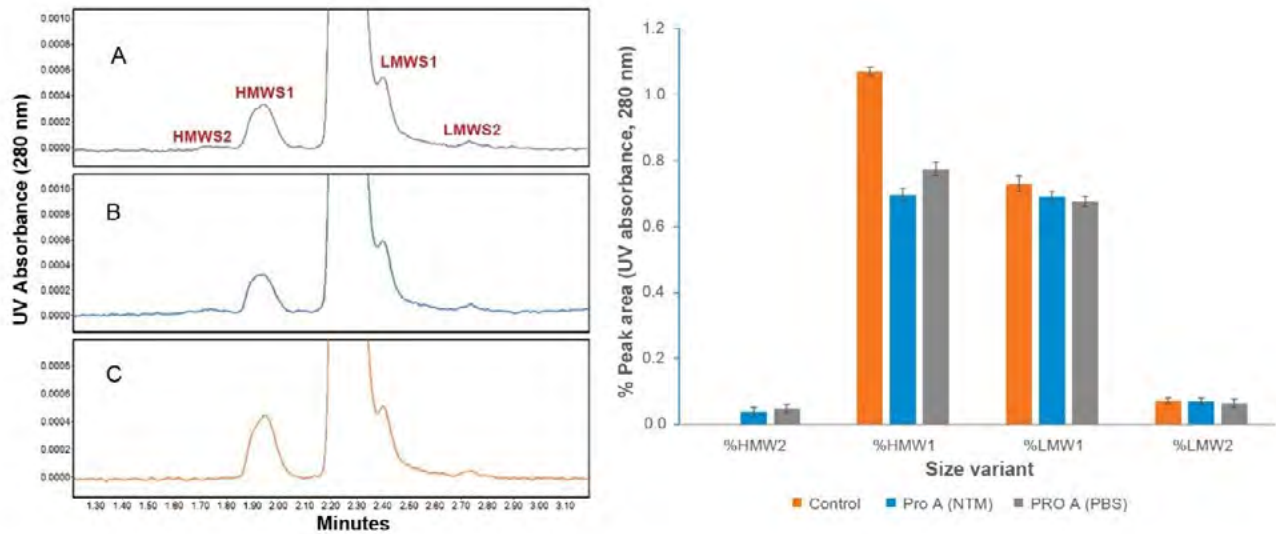 UV Absorbance (280 nm)
A
0.0010
0.0008
0.0006
0.0004
0.0002
0.0000
HMWS2
HMWS1
LMWS1
LMWS2
B
0.0010
0.0008
0.0006
0.0004
0.0002
0.0000
C
0.0008
0.0006
0.0004
0.0002
0.0000
1.30 1.40 1.50 1.60 1.70 1.80 1.90 2.00 2.10 2.20 2.30 2.40 2.50 2.60 2.70 2.80 2.90 3.00 3.10
Minutes
% Peak area (UV absorbance, 280 nm)
1.2
1.0
0.8
0.6
0.4
0.2
0.0
%HMW2 %HMW1 %LMW1 %LMW2
Size variant
Control Pro A (NTM) PRO A (PBS)